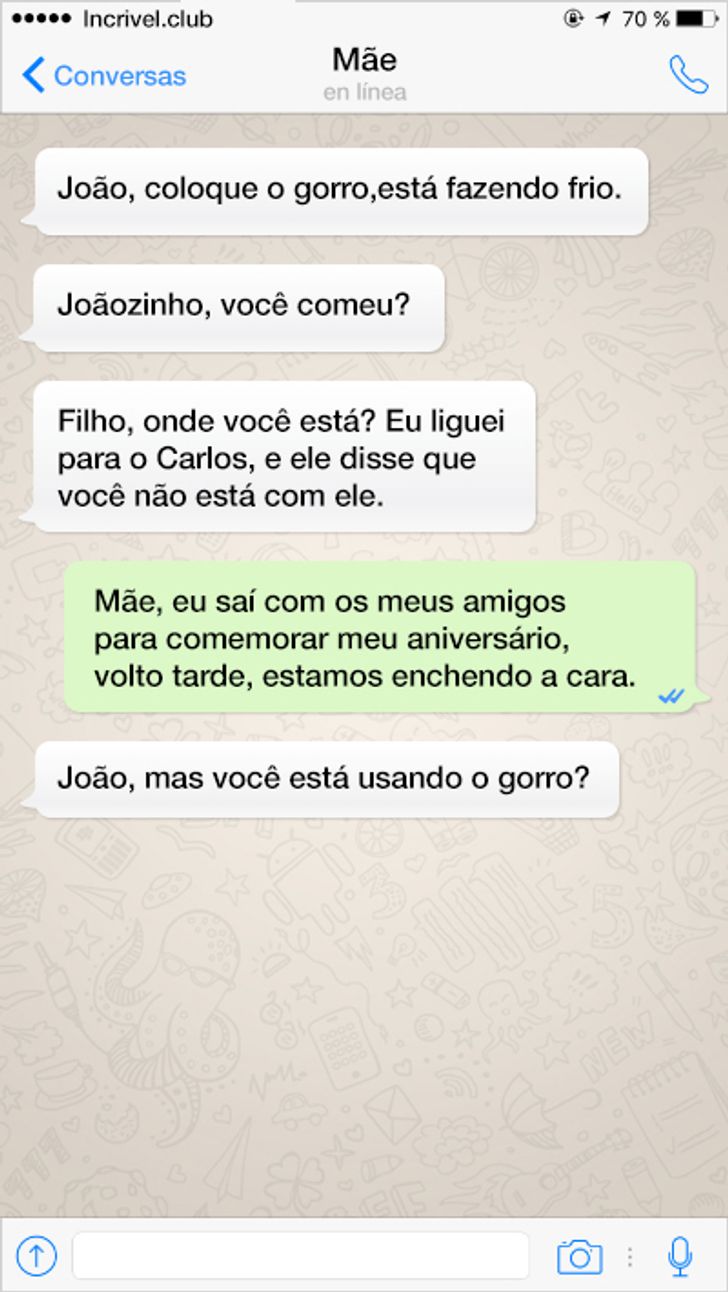 Incrivel.club
70 %
Conversas
Mãe
en línea
João, coloque o gorro,está fazendo frio.
Joãozinho, você comeu?
Filho, onde você está? Eu liguei
para o Carlos, e ele disse que
você não está com ele.
Mãe, eu saí com os meus amigos
para comemorar meu aniversário,
volto tarde, estamos enchendo a cara.
João, mas você está usando o gorro?